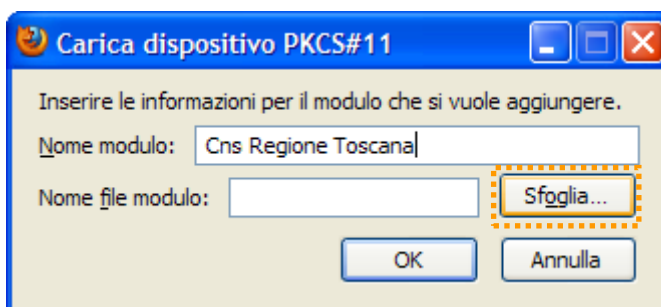 Carica dispositivo PKCS#11
Inserire le informazioni per il modulo che si vuole aggiungere.
Nome modulo: Cns Regione Toscana
Nome file modulo: Sfoglia...
OK Annulla